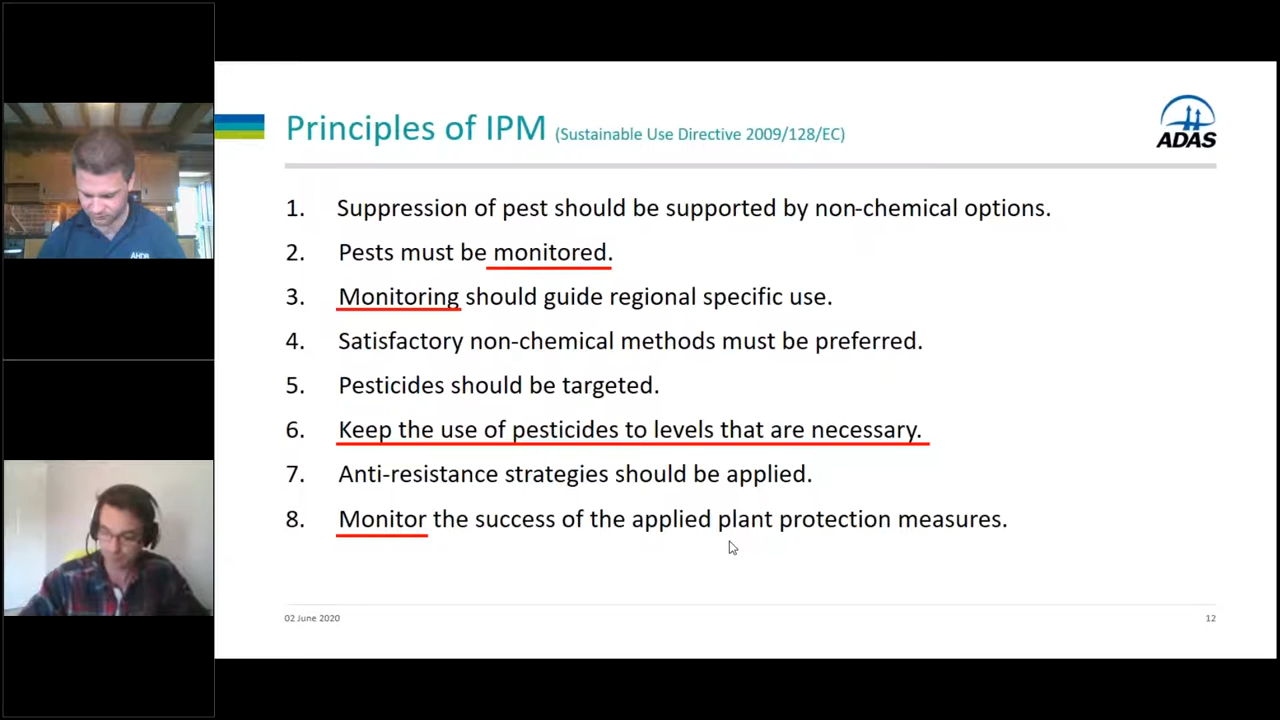 Principles of IPM (Sustainable Use Directive 2009/128/EC)
ADAS
1. Suppression of pest should be supported by non-chemical options.
2. Pests must be monitored.
3. Monitoring should guide regional specific use.
4. Satisfactory non-chemical methods must be preferred.
5. Pesticides should be targeted.
6. Keep the use of pesticides to levels that are necessary.
7. Anti-resistance strategies should be applied.
8. Monitor the success of the applied plant protection measures.
02 June 2020
12
AHDB